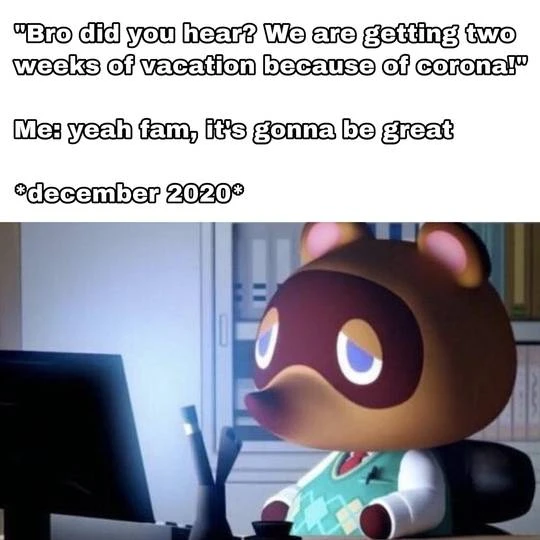 "Bro did you hear? We are getting two
weeks of vacation because of corona!"
Me: yeah fam, it's gonna be great
*december 2020*